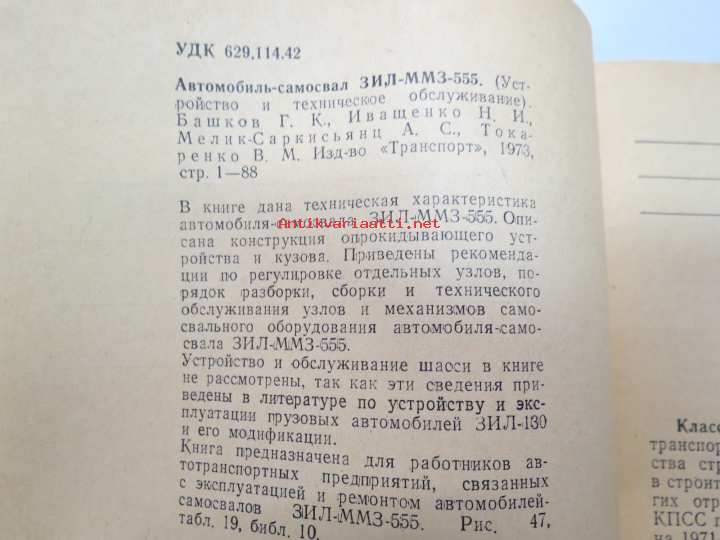 УДК 629.114.42
Автомобиль-самосвал ЗИЛ-ММЗ-555. (Уст-
ройство и техническое обслуживание).
Башков Г. К., Иващенко Н. И.,
Мелик-Саркисьянц А. С., Тока-
ренко В. М. Изд-во «Транспорт», 1973,
стр. 1—88
В книге дана техническая характеристика
автомобиля-самосвала ЗИЛ-ММЗ-555. Опи-
Antikvariaatti.net
сана конструкция опрокидывающего уст-
ройства и кузова. Приведены рекоменда-
ции по регулировке отдельных узлов, по-
рядок разборки, сборки и технического
обслуживания узлов и механизмов само-
свального оборудования автомобиля-само-
свала ЗИЛ-ММЗ-555.
Устройство и обслуживание шасси в книге
не рассмотрены, так как эти сведения при-
ведены в литературе по устройству и экс-
плуатации грузовых автомобилей ЗИЛ-130
и его модификации.
Книга предназначена для работников ав-
тотранспортных предприятий, связанных
с эксплуатацией и ремонтом автомобилей-
самосвалов ЗИЛ-ММЗ-555. Рис. 47,
табл. 19, библ. 10.
Класс
транспор
ства стр
в строит
гих отр
КПСС п
на 1971